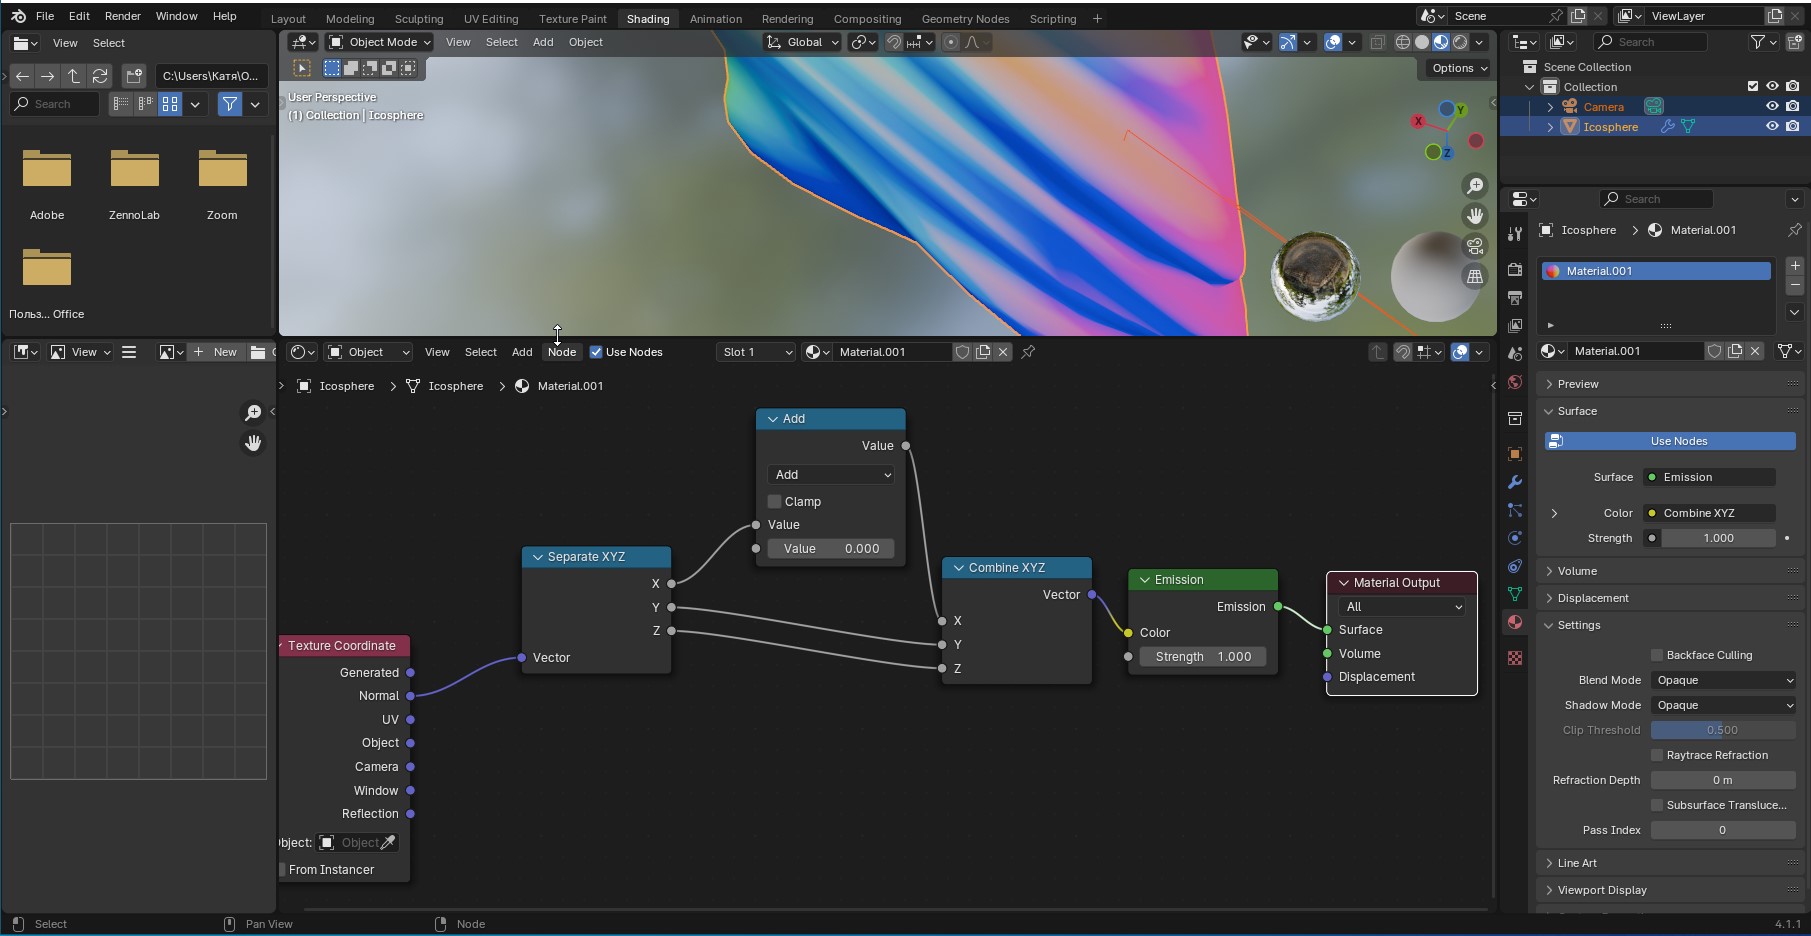 File Edit Render Window Help
Layout Modeling Sculpting UV Editing Texture Paint Shading Animation Rendering Compositing Geometry Nodes Scripting +
Scene
ViewLayer
View Select
C:\Users\Катя\O...
Search
Adobe
ZennoLab
Zoom
Польз...
Office
Object Mode View Select Add Object
Global
Options
User Perspective
(1) Collection | Icosphere
X
Y
Z
Search
Scene Collection
Collection
Camera
Icosphere
View
New
Object View Select Add Node Use Nodes
Slot 1
Material.001
Icosphere > Icosphere > Material.001
Add
Value
Add
Clamp
Value
Value 0.000
Separate XYZ
X
Y
Z
Vector
Texture Coordinate
Generated
Normal
UV
Object
Camera
Window
Reflection
Object
From Instancer
Combine XYZ
Vector
X
Y
Z
Emission
Emission
Color
Strength 1.000
Material Output
All
Surface
Volume
Displacement
Search
Icosphere > Material.001
Material.001
Material.001
Preview
Surface
Use Nodes
Surface Emission
Color Combine XYZ
Strength 1.000
Volume
Displacement
Settings
Backface Culling
Blend Mode Opaque
Shadow Mode Opaque
Clip Threshold 0.500
Raytrace Refraction
Refraction Depth 0 m
Subsurface Transluce...
Pass Index 0
Line Art
Viewport Display
Select
Pan View
Node
4.1.1